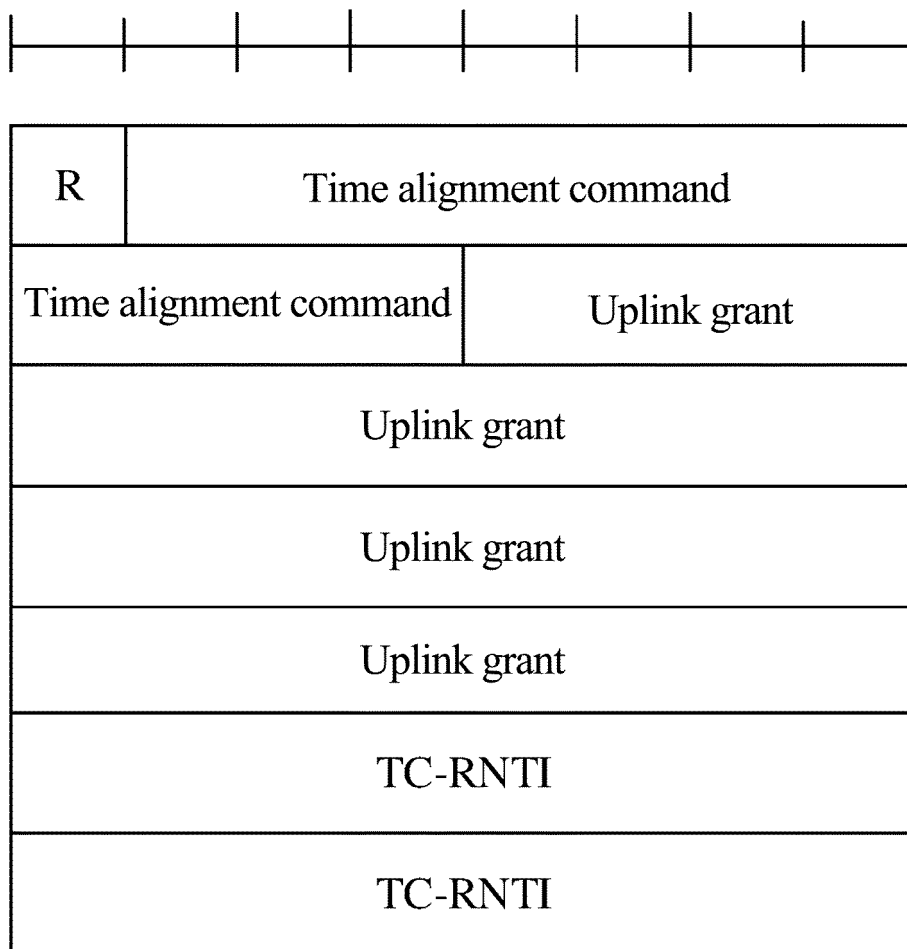 R
Time alignment command
Time alignment command
Uplink grant
Uplink grant
Uplink grant
Uplink grant
TC-RNTI
TC-RNTI